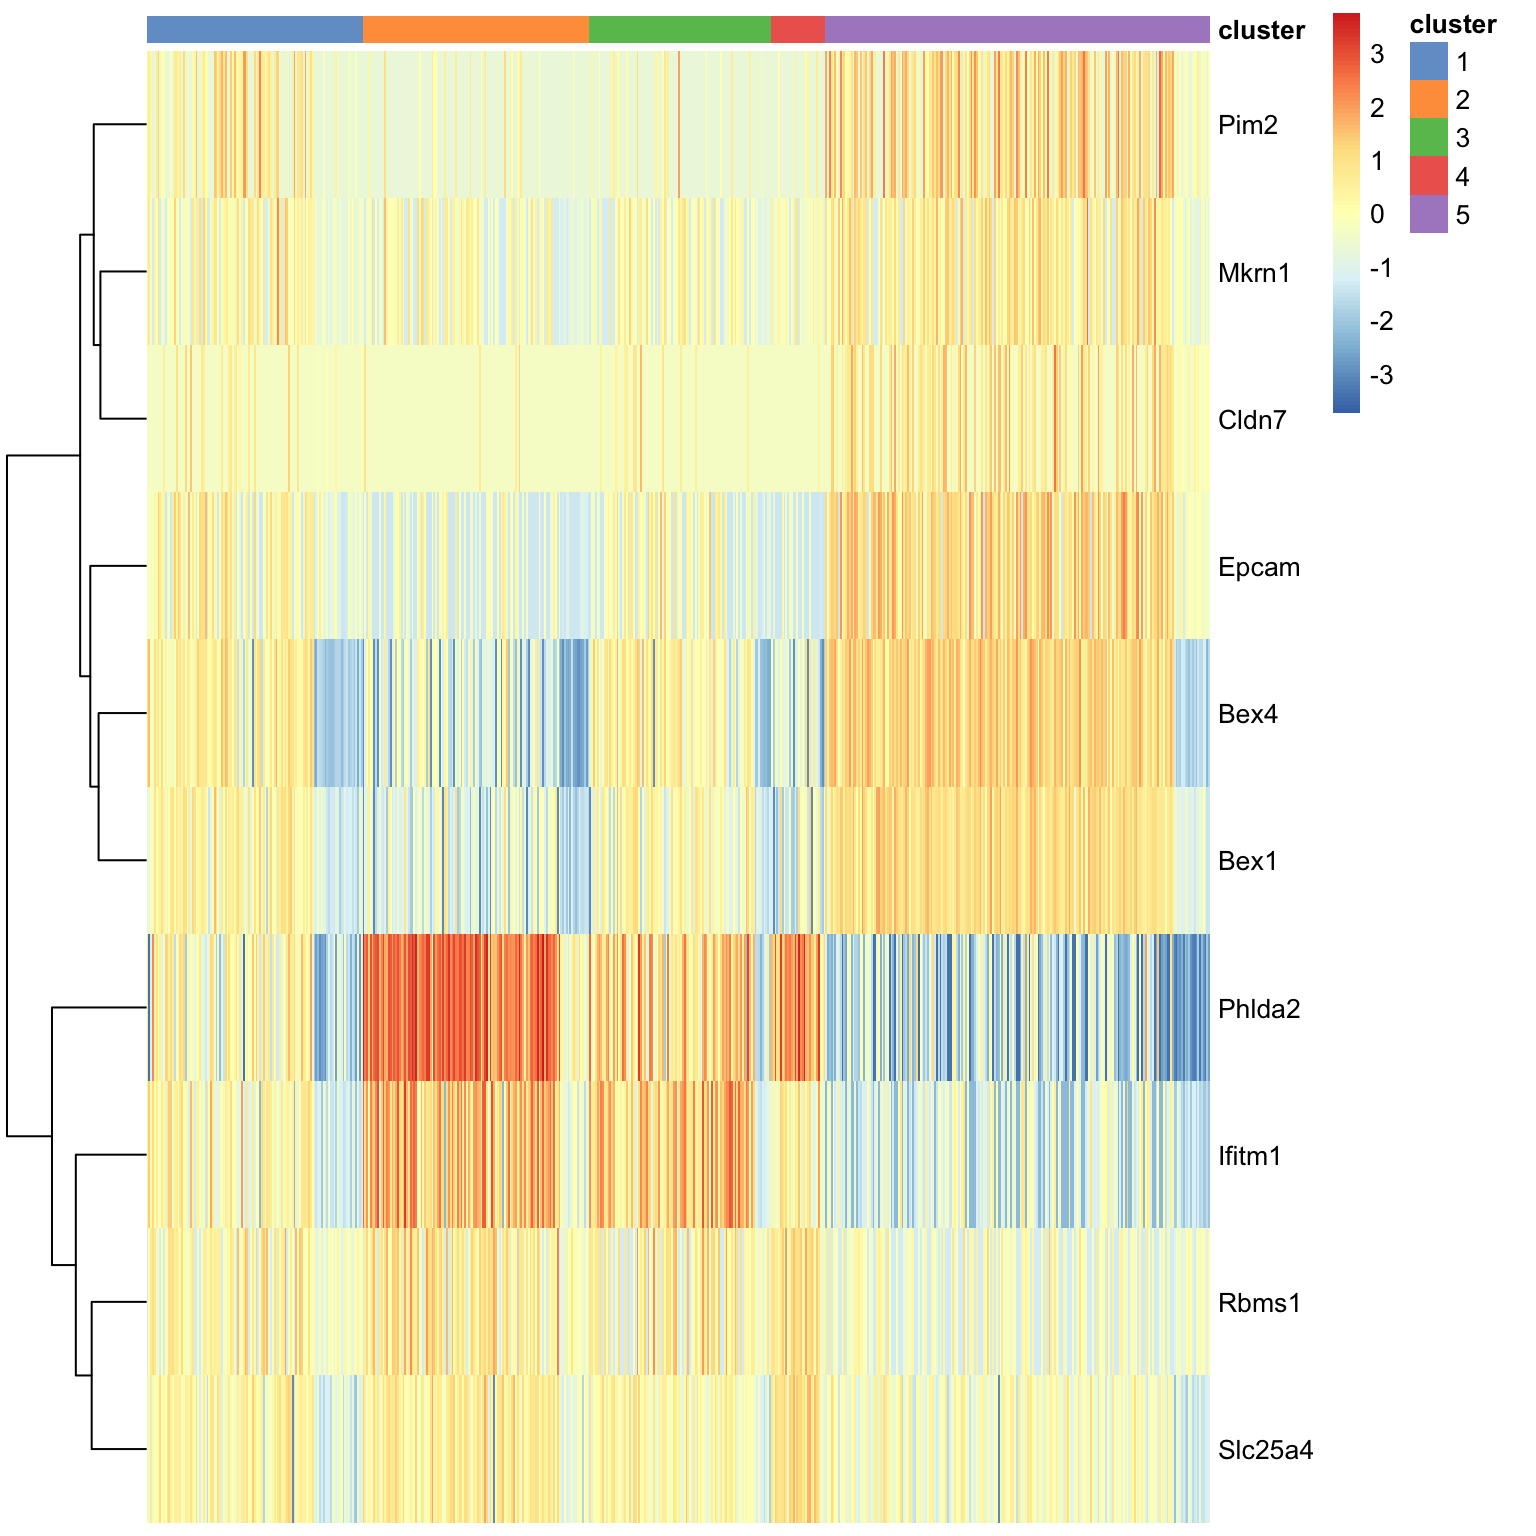 cluster
Pim2
Mkrn1
Cldn7
Epcam
Bex4
Bex1
Phlda2
Ifitm1
Rbms1
Slc25a4
3
2
1
0
-1
-2
-3
cluster
1
2
3
4
5